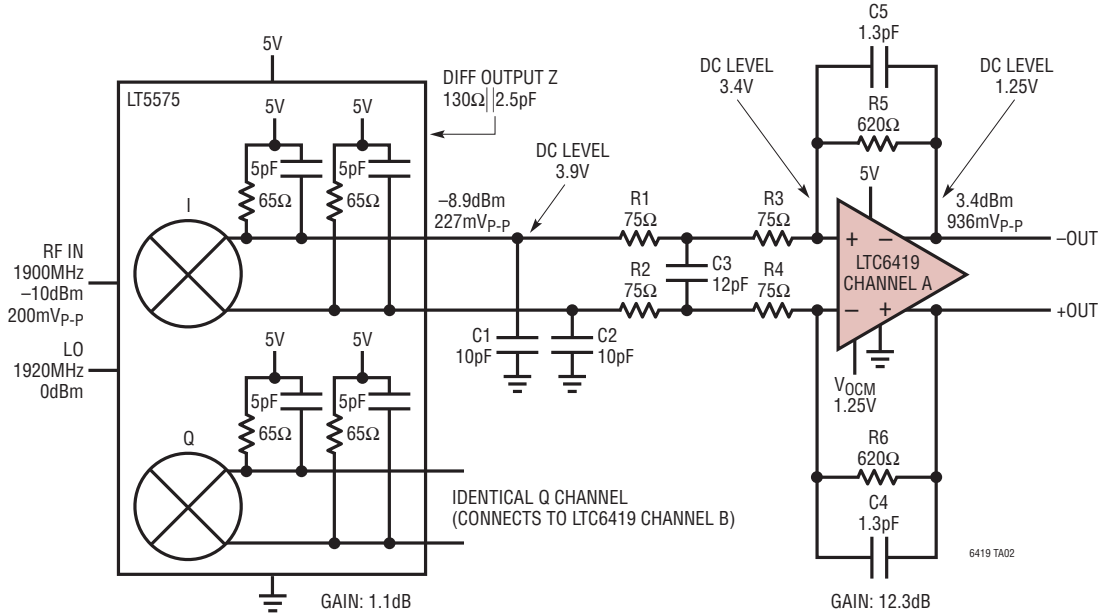 C5
1.3pF
5V
DC LEVEL
3.4V
DC LEVEL
1.25V
DIFF OUTPUT Z
130Ω||2.5pF
LT5575
R5
620Ω
5V
5V
5pF
5pF
65Ω
65Ω
DC LEVEL
3.9V
5V
I
–8.9dBm
227mVP-P
R1
75Ω
R3
75Ω
3.4dBm
936mVP-P
–OUT
+
–
LTC6419
CHANNEL A
–
+
RF IN
1900MHz
–10dBm
200mVP-P
C3
12pF
R2
75Ω
R4
75Ω
+OUT
LO
1920MHz
0dBm
C1
10pF
C2
10pF
VOCM
1.25V
5V
5V
5pF
5pF
65Ω
65Ω
Q
R6
620Ω
C4
1.3pF
IDENTICAL Q CHANNEL
(CONNECTS TO LTC6419 CHANNEL B)
6419 TA02
GAIN: 1.1dB
GAIN: 12.3dB